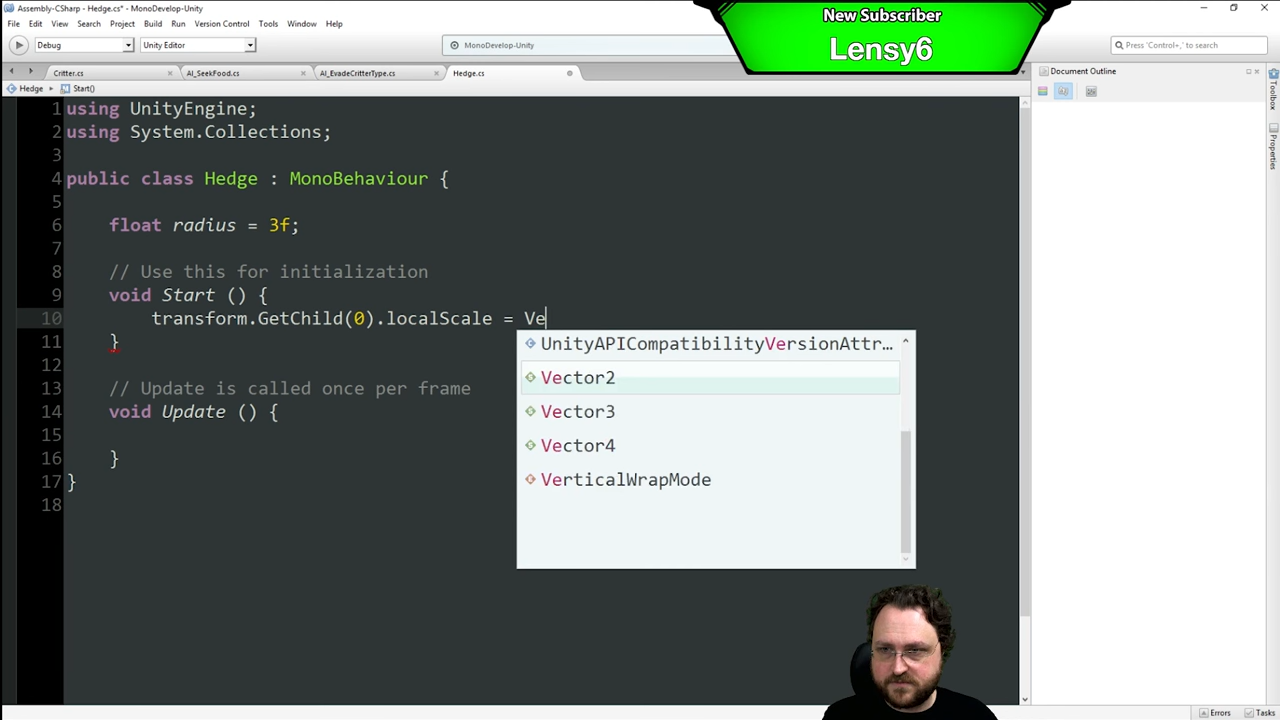 Assembly-CSharp - Hedge.cs* - MonoDevelop-Unity
File Edit View Search Project Build Run Version Control Tools Window Help
Debug
Unity Editor
MonoDevelop-Unity
Press 'Control+,' to search
New Subscriber
Lensy6
Critter.cs
AI_SeekFood.cs
AI_EvadeCritterType.cs
Hedge.cs
Document Outline
Hedge
Start()
Toolbox
Properties
1 using UnityEngine;
2 using System.Collections;
3
4 public class Hedge : MonoBehaviour {
5
6 float radius = 3f;
7
8 // Use this for initialization
9 void Start () {
10 transform.GetChild(0).localScale = Ve
11 }
12
13 // Update is called once per frame
14 void Update () {
15
16 }
17 }
18
UnityAPICompatibilityVersionAttr…
Vector2
Vector3
Vector4
VerticalWrapMode
Errors
Tasks